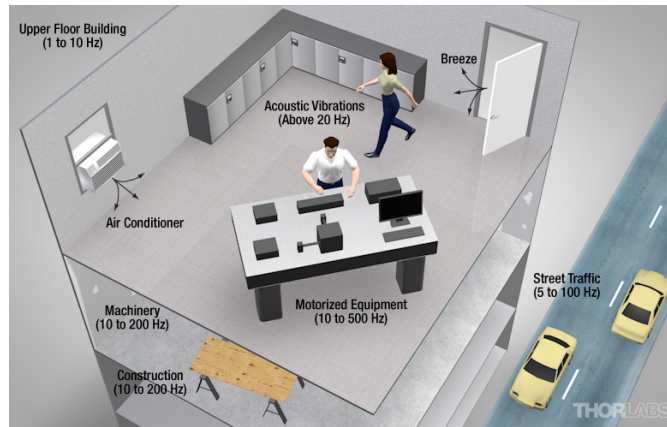 Upper Floor Building
(1 to 10 Hz)
Breeze
Acoustic Vibrations
(Above 20 Hz)
Air Conditioner
Street Traffic
(5 to 100 Hz)
Machinery
(10 to 200 Hz)
Motorized Equipment
(10 to 500 Hz)
Construction
(10 to 200 Hz)
THORLABS